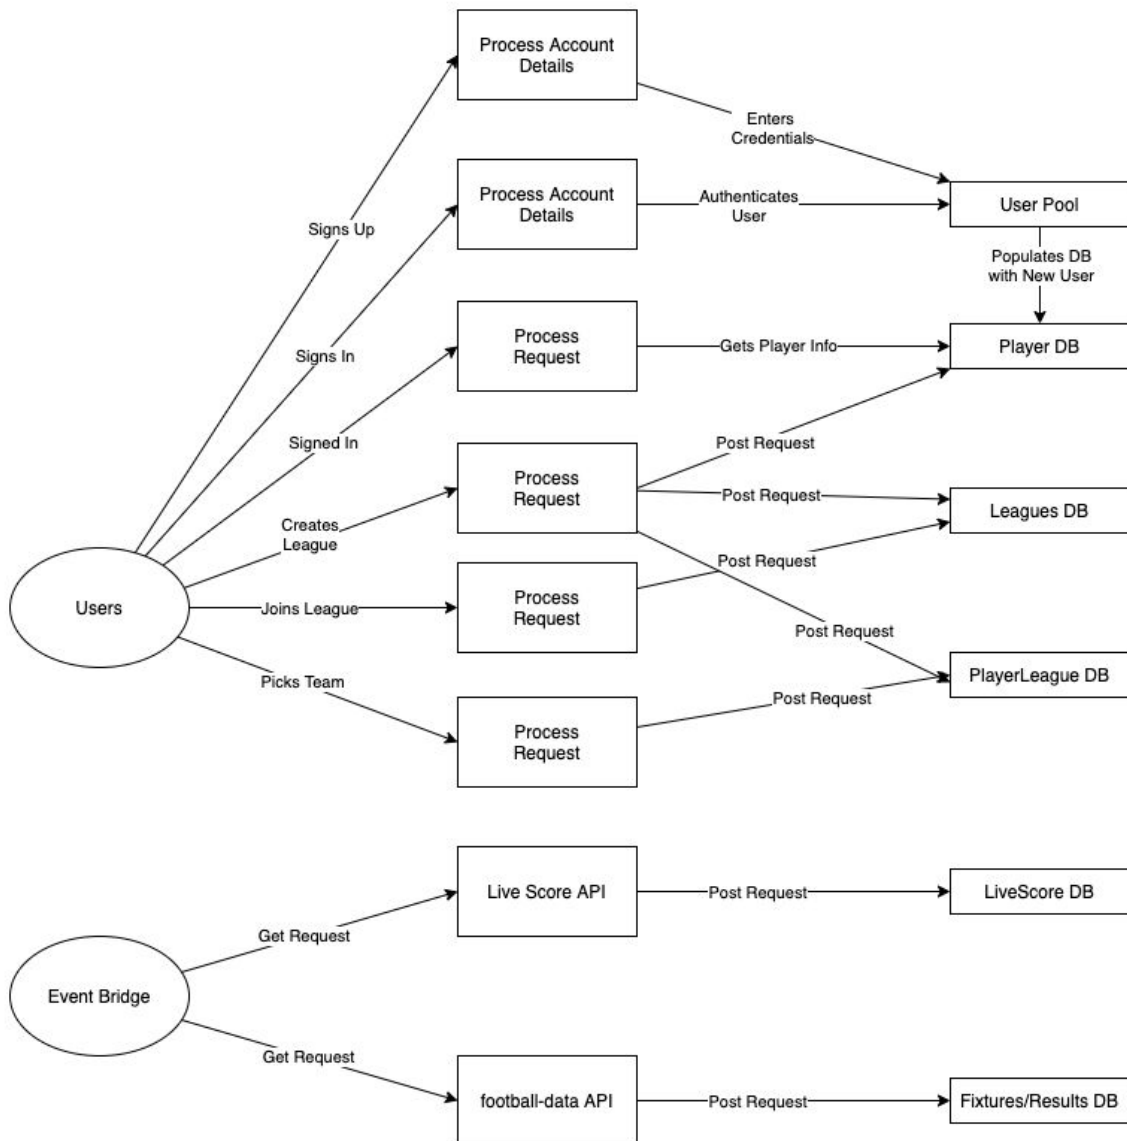 Process Account
Details
Enters
Credentials
Process Account
Details
Authenticates
User
User Pool
Signs Up
Populates DB
with New User
Process
Request
Gets Player Info
Player DB
Signs In
Signed In
Process
Request
Post Request
Post Request
Leagues DB
Creates
League
Post Request
Users
Joins League
Process
Request
Post Request
Picks Team
PlayerLeague DB
Post Request
Process
Request
Live Score API
Post Request
LiveScore DB
Get Request
Event Bridge
Get Request
football-data API
Post Request
Fixtures/Results DB